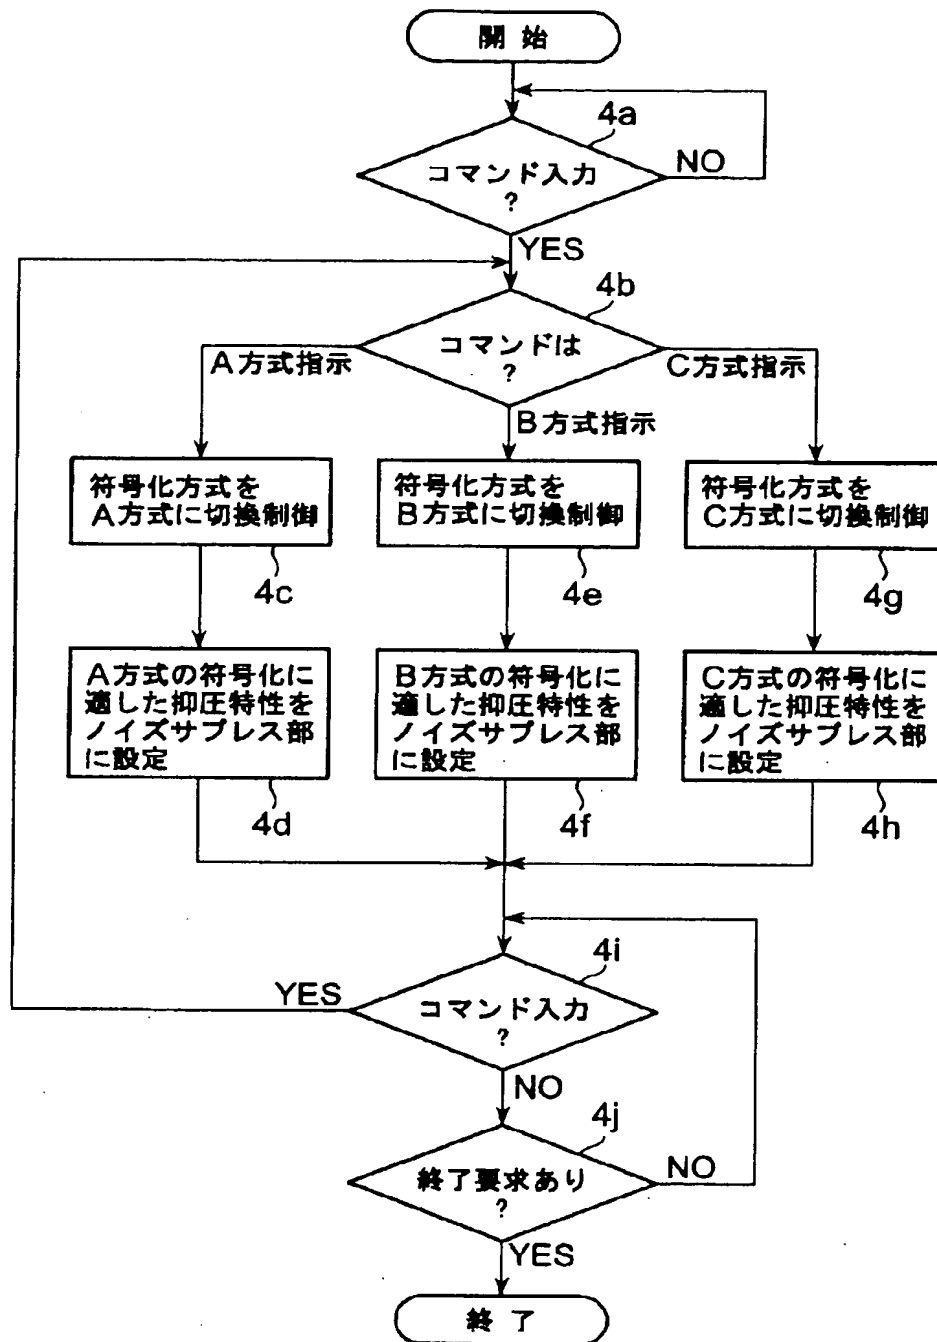 開始
4a
コマンド入力
?
NO
YES
4b
コマンドは
?
A方式指示
B方式指示
C方式指示
符号化方式を
A方式に切換制御
4c
符号化方式を
B方式に切換制御
4e
符号化方式を
C方式に切換制御
4g
A方式の符号化に
適した抑圧特性を
ノイズサプレス部
に設定
4d
B方式の符号化に
適した抑圧特性を
ノイズサプレス部
に設定
4f
C方式の符号化に
適した抑圧特性を
ノイズサプレス部
に設定
4h
4i
コマンド入力
?
YES
NO
4j
終了要求あり
?
NO
YES
終了